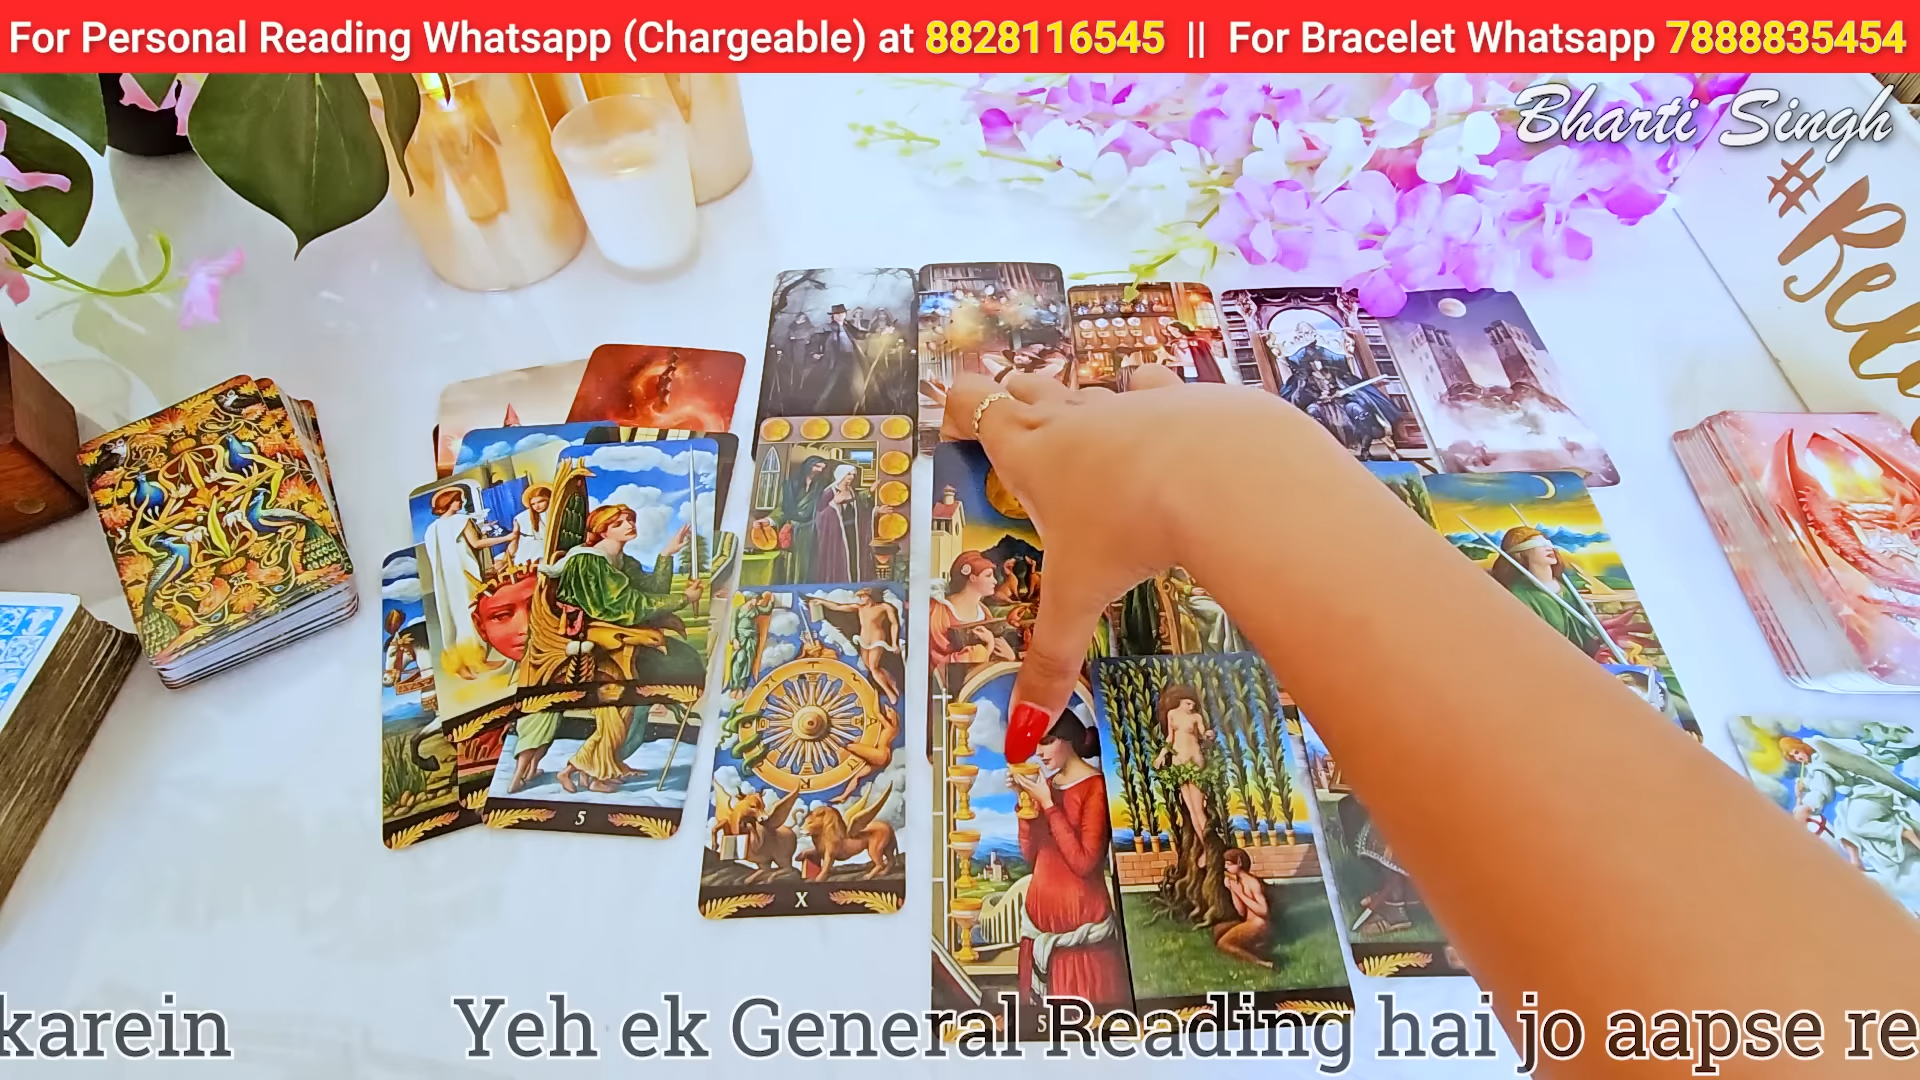 For Personal Reading Whatsapp (Chargeable) at 8828116545 || For Bracelet Whatsapp 7888835454
Bharti Singh
5
X
5
karein Yeh ek General Reading hai jo aapse re